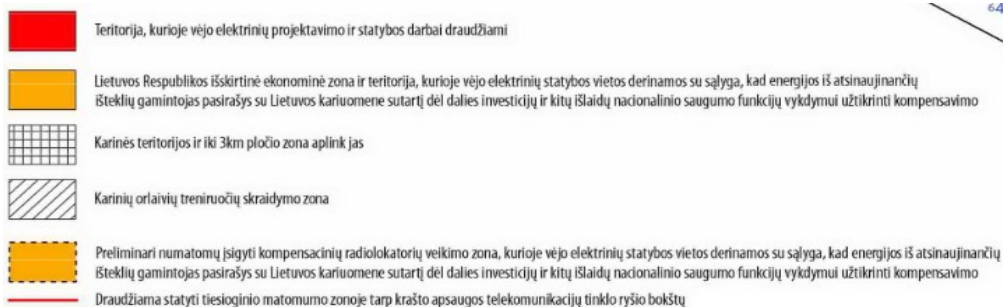 64
Teritorija, kurioje vėjo elektrinių projektavimo ir statybos darbai draudžiami
Lietuvos Respublikos išskirtinė ekonominė zona ir teritorija, kurioje vėjo elektrinių statybos vietos derinamos su sąlyga, kad energijos iš atsinaujinančių
išteklių gamintojas pasirašys su Lietuvos kariuomene sutartį dėl dalies investicijų ir kitų išlaidų nacionalinio saugumo funkcijų vykdymui užtikrinti kompensavimo
Karinės teritorijos ir iki 3km pločio zona aplink jas
Karinių orlaivių treniruočių skraidymo zona
Preliminari numatomų įsigyti kompensacinių radiolokatorių veikimo zona, kurioje vėjo elektrinių statybos vietos derinamos su sąlyga, kad energijos iš atsinaujinančių
išteklių gamintojas pasirašys su Lietuvos kariuomene sutartį dėl dalies investicijų ir kitų išlaidų nacionalinio saugumo funkcijų vykdymui užtikrinti kompensavimo
Draudžiama statyti tiesioginio matomumo zonoje tarp krašto apsaugos telekomunikacijų tinklo ryšio bokštų